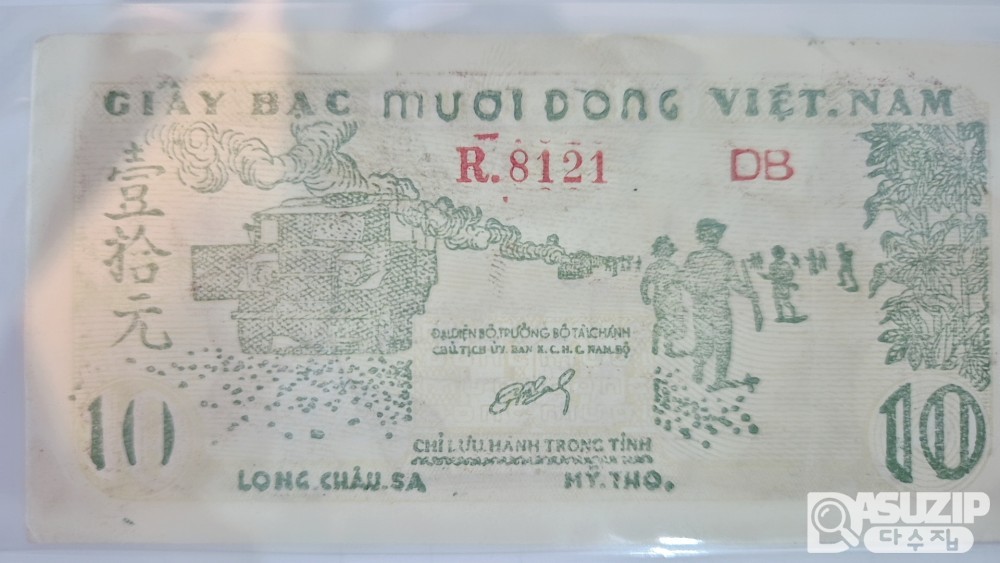 GIẤY BẠC MƯƠI ĐỒNG VIỆT.NAM
R.8121 DB
壹拾元
ĐẠI DIỆN BỘ TRƯỞNG BỘ TÀI CHÁNH
CHỦ TỊCH ỦY BAN K.C.H.C. NAM BỘ
10 10
CHỈ LƯU HÀNH TRONG TỈNH
LONG.CHÂU.SA MỸ.THO.
ASUZIP
다수집